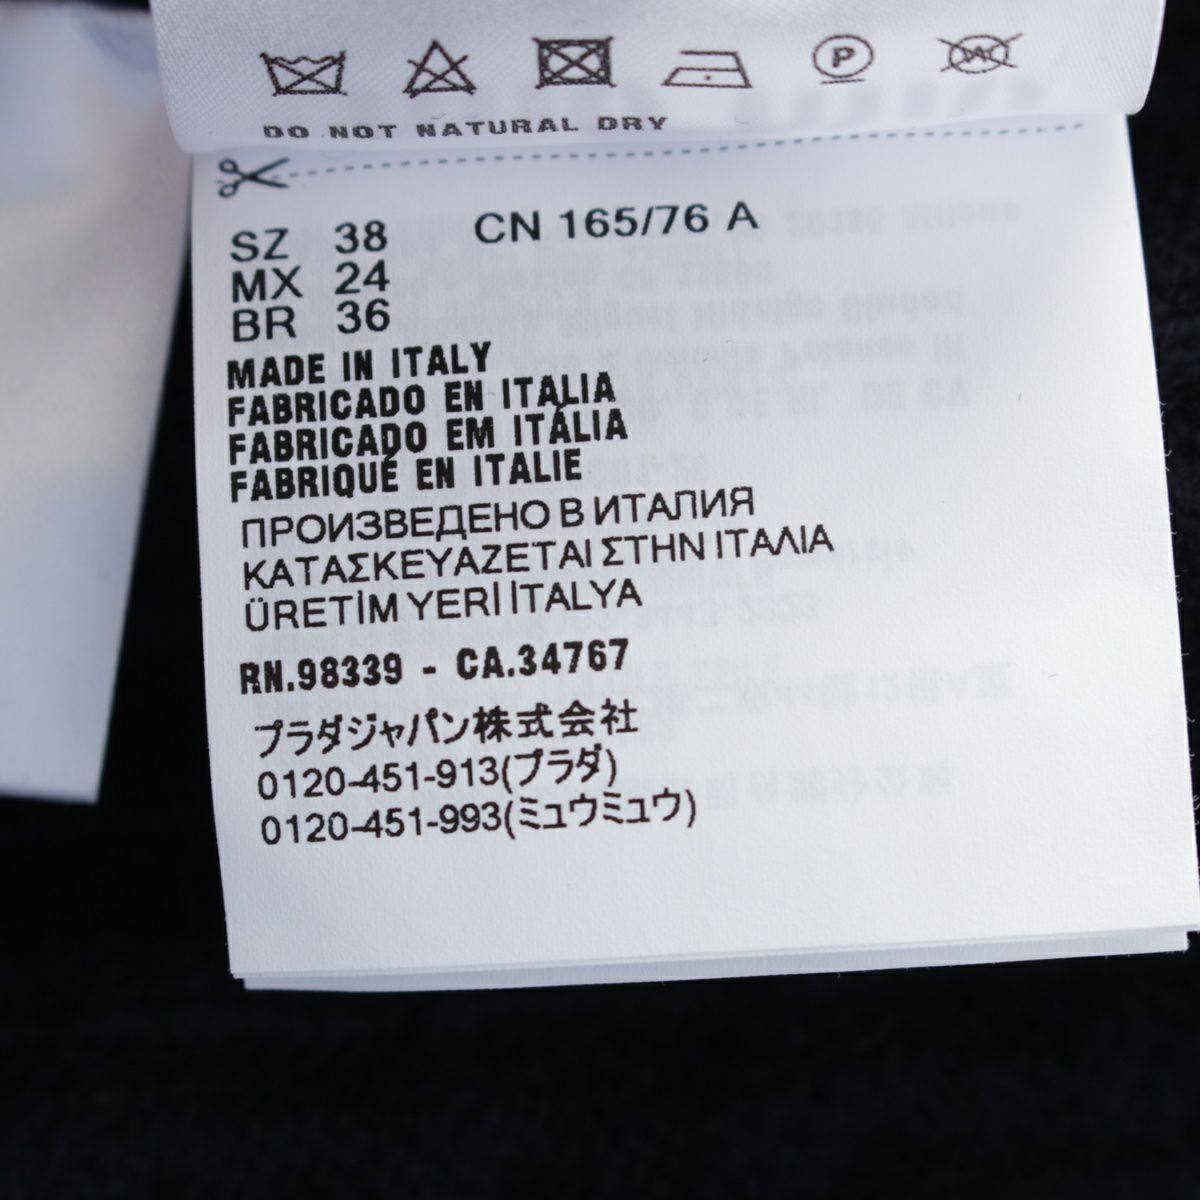 P
W
DO NOT NATURAL DRY
SZ 38 CN 165/76 A
MX 24
BR 36
MADE IN ITALY
FABRICADO EN ITALIA
FABRICADO EM ITÁLIA
FABRIQUÉ EN ITALIE
ПРОИЗВЕДЕНО В ИТАЛИЯ
ΚΑΤΑΣΚΕΥΑΖΕΤΑΙ ΣΤΗΝ ΙΤΑΛΙΑ
ÜRETİM YERİ İTALYA
RN.98339 - CA.34767
プラダジャパン株式会社
0120-451-913(プラダ)
0120-451-993(ミュウミュウ)